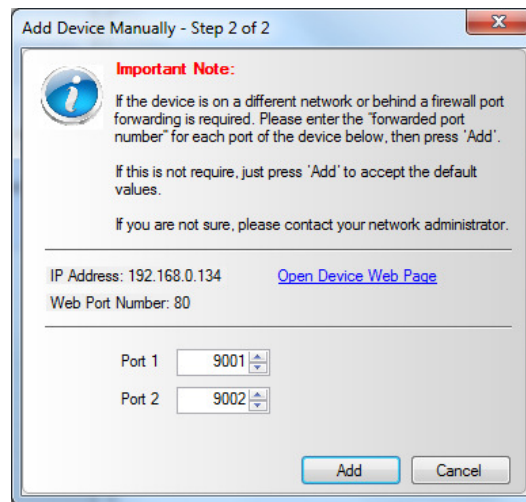 Add Device Manually - Step 2 of 2
Important Note:
If the device is on a different network or behind a firewall port
forwarding is required. Please enter the "forwarded port
number" for each port of the device below, then press 'Add'.
If this is not require, just press 'Add' to accept the default
values.
If you are not sure, please contact your network administrator.
IP Address: 192.168.0.134 Open Device Web Page
Web Port Number: 80
Port 1 9001
Port 2 9002
Add Cancel